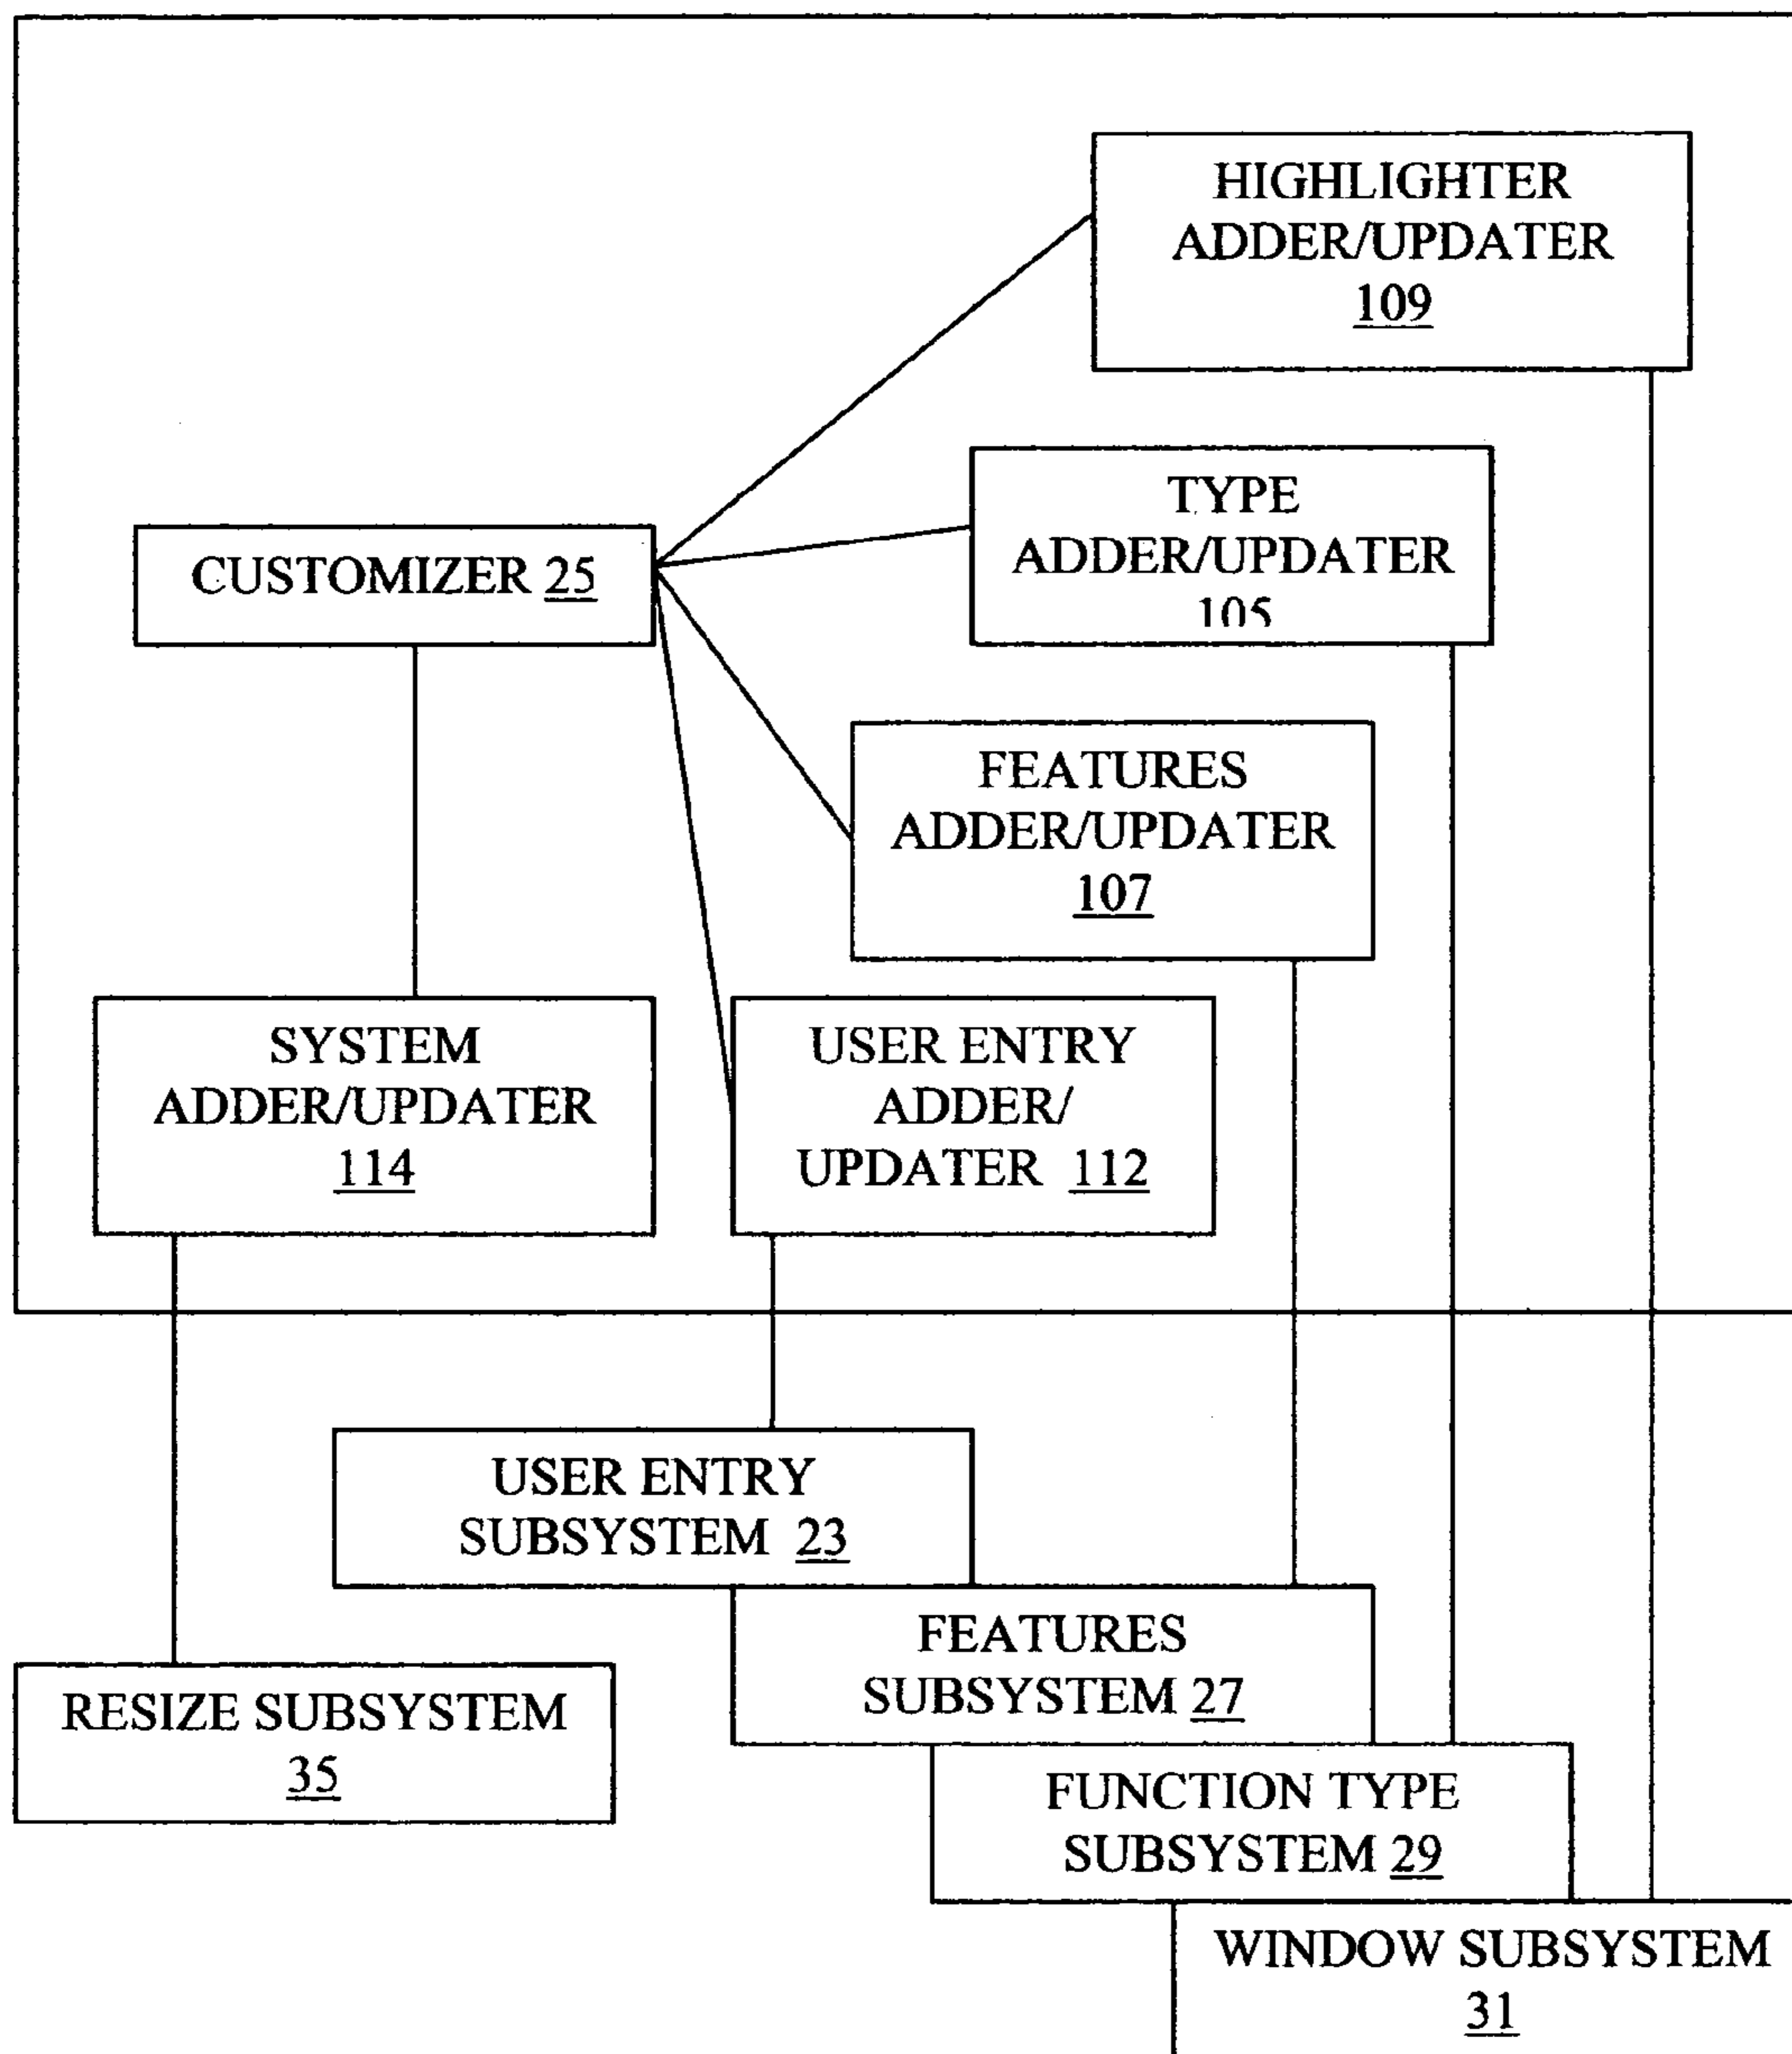 HIGHLIGHTER
ADDER/UPDATER
109
TYPE
ADDER/UPDATER
105
CUSTOMIZER 25
FEATURES
ADDER/UPDATER
107
SYSTEM
ADDER/UPDATER
114
USER ENTRY
ADDER/
UPDATER 112
USER ENTRY
SUBSYSTEM 23
FEATURES
SUBSYSTEM 27
RESIZE SUBSYSTEM
35
FUNCTION TYPE
SUBSYSTEM 29
WINDOW SUBSYSTEM
31